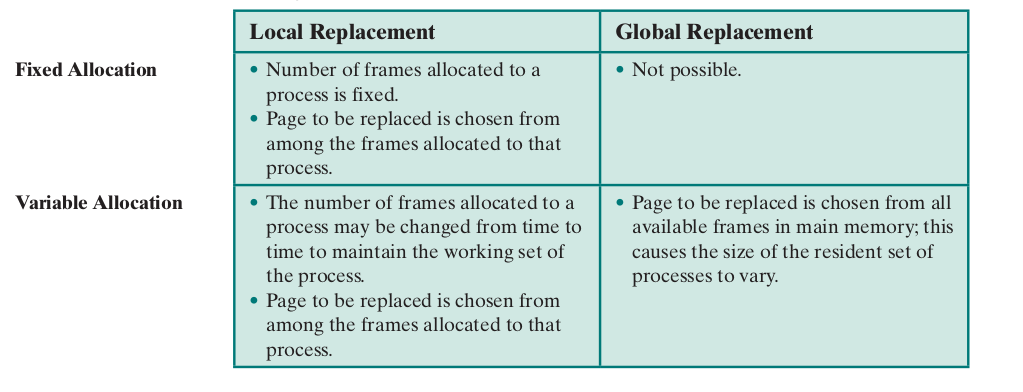 Local Replacement
Global Replacement
Fixed Allocation
• Number of frames allocated to a
process is fixed.
• Page to be replaced is chosen from
among the frames allocated to that
process.
• Not possible.
Variable Allocation
• The number of frames allocated to a
process may be changed from time to
time to maintain the working set of
the process.
• Page to be replaced is chosen from
among the frames allocated to that
process.
• Page to be replaced is chosen from all
available frames in main memory; this
causes the size of the resident set of
processes to vary.